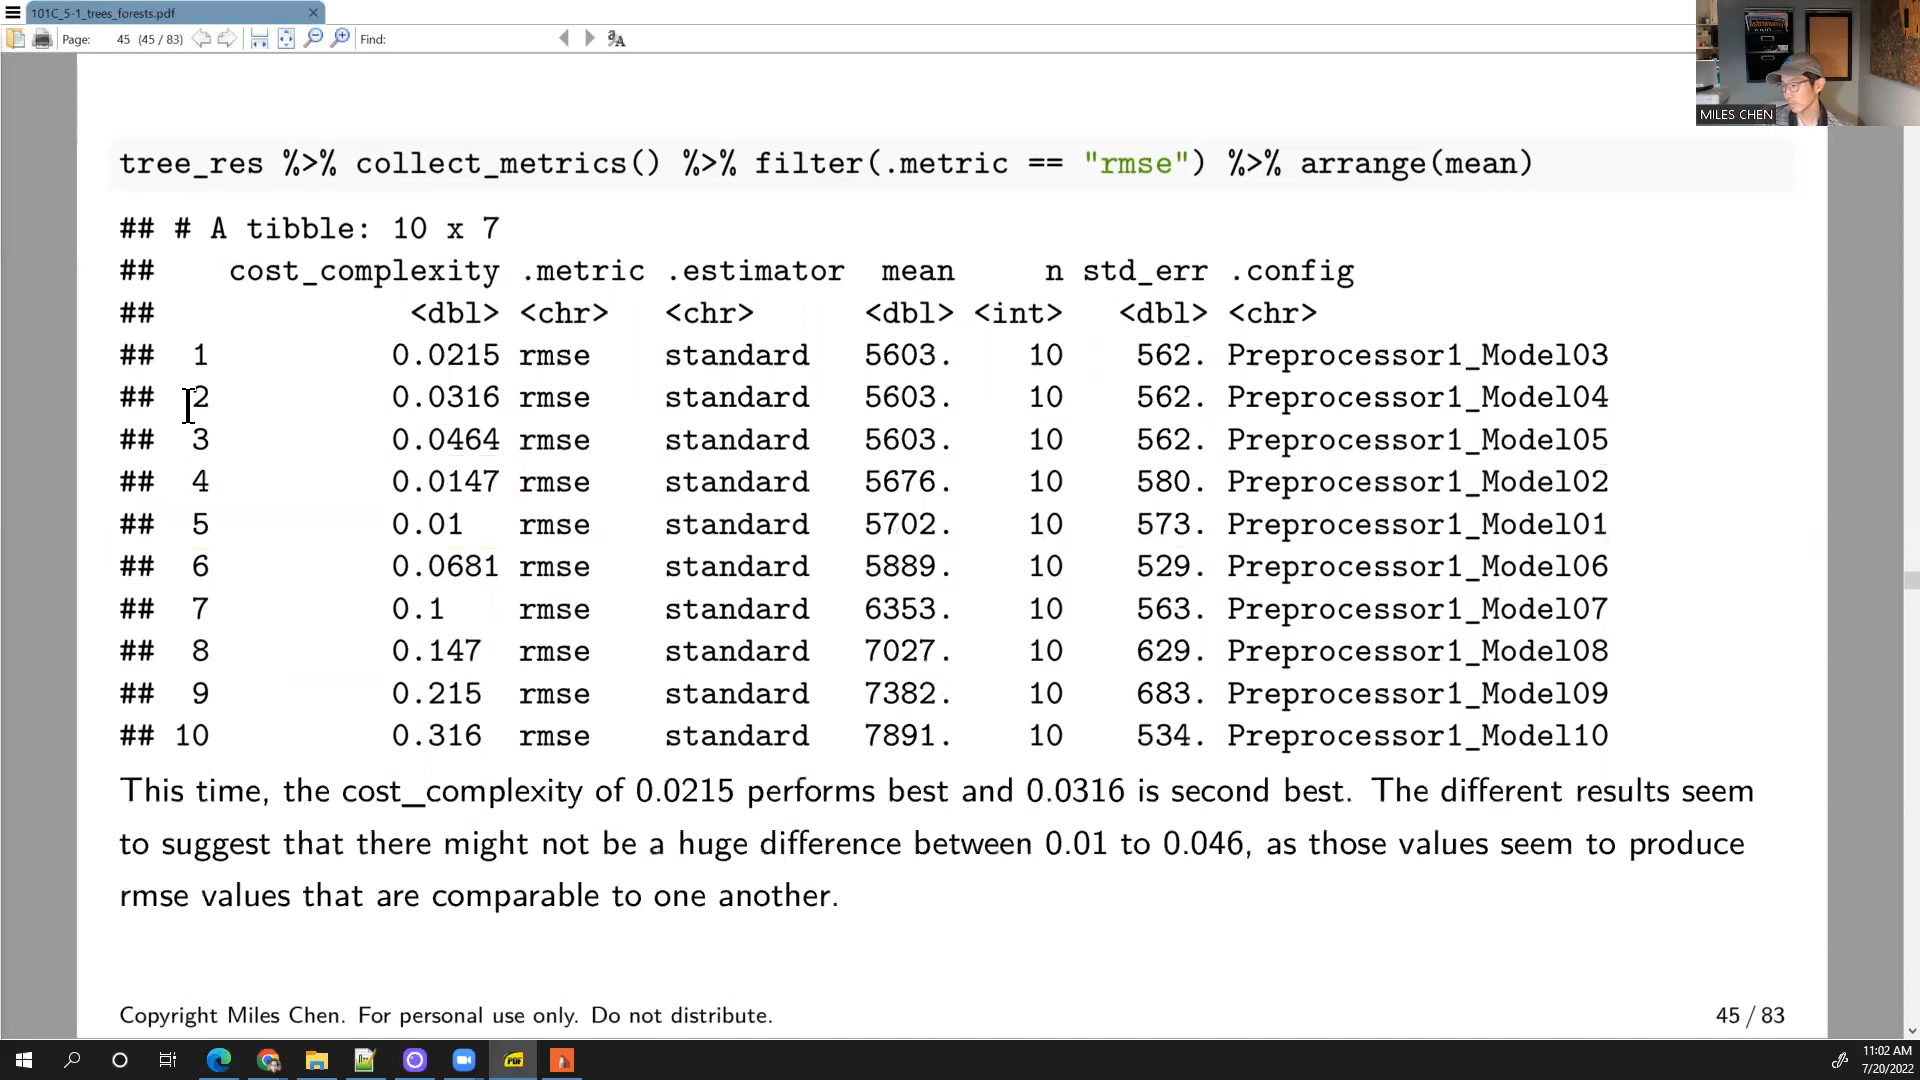 101C_5-1_trees_forests.pdf
Page: 45 (45 / 83) Find:
MILES CHEN
tree_res %>% collect_metrics() %>% filter(.metric == "rmse") %>% arrange(mean)
## # A tibble: 10 x 7
## cost_complexity .metric .estimator mean n std_err .config
## <dbl> <chr> <chr> <dbl> <int> <dbl> <chr>
## 1 0.0215 rmse standard 5603. 10 562. Preprocessor1_Model03
## 2 0.0316 rmse standard 5603. 10 562. Preprocessor1_Model04
## 3 0.0464 rmse standard 5603. 10 562. Preprocessor1_Model05
## 4 0.0147 rmse standard 5676. 10 580. Preprocessor1_Model02
## 5 0.01 rmse standard 5702. 10 573. Preprocessor1_Model01
## 6 0.0681 rmse standard 5889. 10 529. Preprocessor1_Model06
## 7 0.1 rmse standard 6353. 10 563. Preprocessor1_Model07
## 8 0.147 rmse standard 7027. 10 629. Preprocessor1_Model08
## 9 0.215 rmse standard 7382. 10 683. Preprocessor1_Model09
## 10 0.316 rmse standard 7891. 10 534. Preprocessor1_Model10
This time, the cost_complexity of 0.0215 performs best and 0.0316 is second best. The different results seem
to suggest that there might not be a huge difference between 0.01 to 0.046, as those values seem to produce
rmse values that are comparable to one another.
Copyright Miles Chen. For personal use only. Do not distribute. 45 / 83
PDF
11:02 AM
7/20/2022